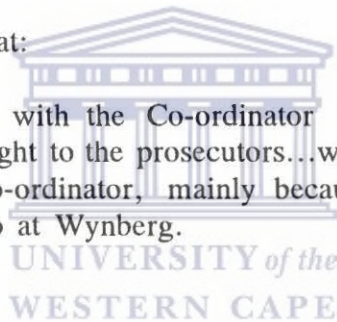 at:
with the Co-ordinator
ght to the prosecutors...w
o-ordinator, mainly becau
at Wynberg.
UNIVERSITY of the
WESTERN CAPE